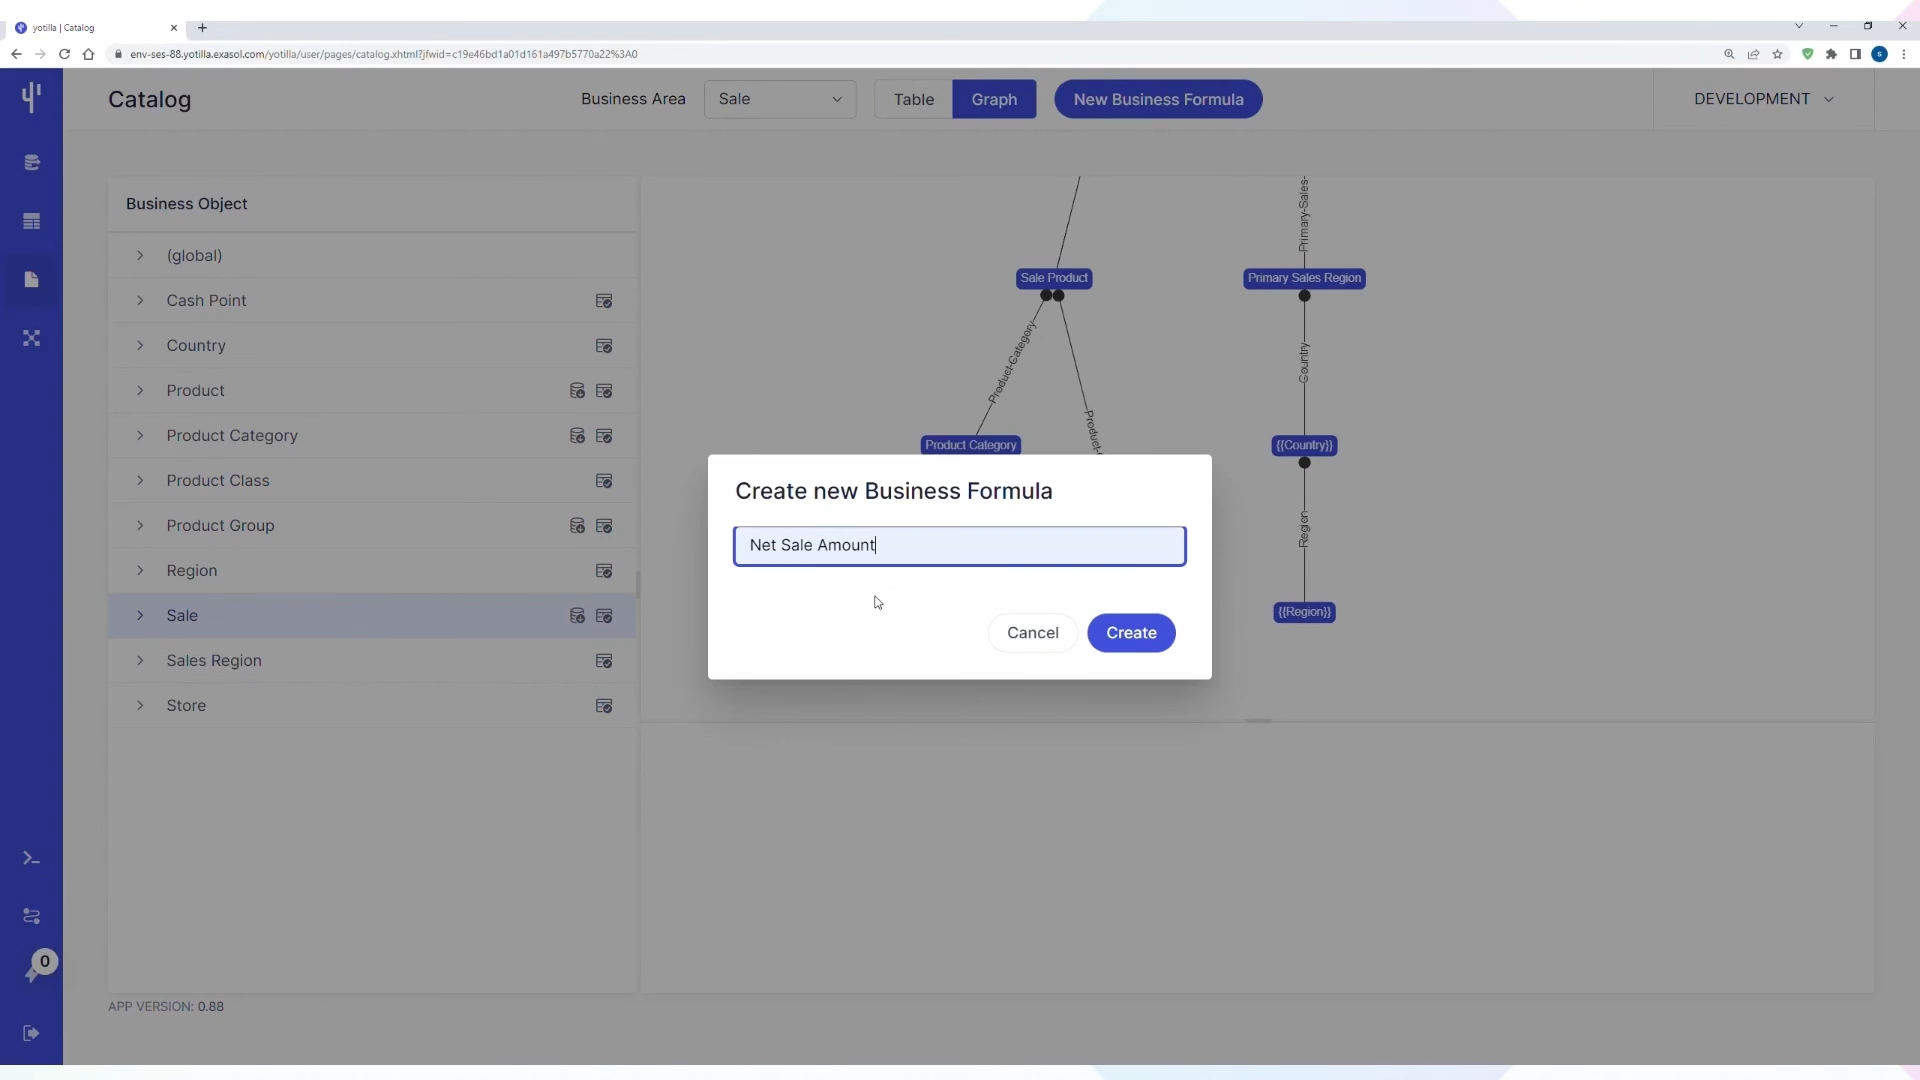 yotilla | Catalog
env-ses-88.yotilla.exasol.com/yotilla/user/pages/catalog.xhtml?jfwid=c19e46bd1a01d161a497b5770a22%3A0
S
Catalog
Business Area
Sale
Table
Graph
New Business Formula
DEVELOPMENT
Business Object
(global)
Cash Point
Country
Product
Product Category
Product Class
Product Group
Region
Sale
Sales Region
Store
Primary-Sales-
Sale Product
Primary Sales Region
Product-Category
Country
Product-
Product Category
{{Country}}
Region
{{Region}}
Create new Business Formula
Net Sale Amount
Cancel
Create
0
APP VERSION: 0.88